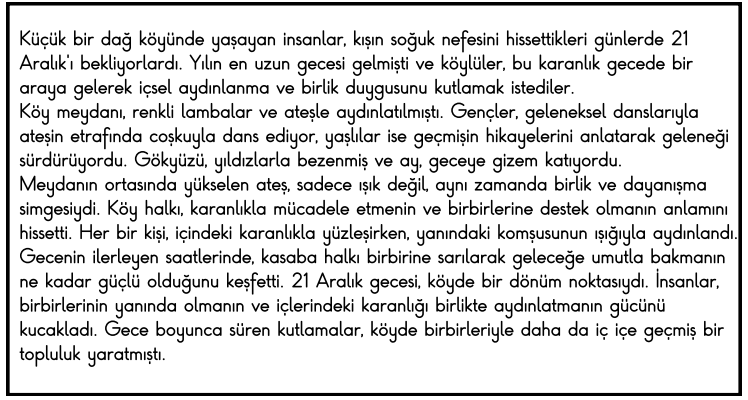 Küçük bir dağ köyünde yaşayan insanlar, kışın soğuk nefesini hissettikleri günlerde 21
Aralık'ı bekliyorlardı. Yılın en uzun gecesi gelmişti ve köylüler, bu karanlık gecede bir
araya gelerek içsel aydınlanma ve birlik duygusunu kutlamak istediler.
Köy meydanı, renkli lambalar ve ateşle aydınlatılmıştı. Gençler, geleneksel danslarıyla
ateşin etrafında coşkuyla dans ediyor, yaşlılar ise geçmişin hikayelerini anlatarak geleneği
sürdürüyordu. Gökyüzü, yıldızlarla bezenmiş ve ay, geceye gizem katıyordu.
Meydanın ortasında yükselen ateş, sadece ışık değil, aynı zamanda birlik ve dayanışma
simgesiydi. Köy halkı, karanlıkla mücadele etmenin ve birbirlerine destek olmanın anlamını
hissetti. Her bir kişi, içindeki karanlıkla yüzleşirken, yanındaki komşusunun ışığıyla aydınlandı.
Gecenin ilerleyen saatlerinde, kasaba halkı birbirine sarılarak geleceğe umutla bakmanın
ne kadar güçlü olduğunu keşfetti. 21 Aralık gecesi, köyde bir dönüm noktasıydı. İnsanlar,
birbirlerinin yanında olmanın ve içlerindeki karanlığı birlikte aydınlatmanın gücünü
kucakladı. Gece boyunca süren kutlamalar, köyde birbirleriyle daha da iç içe geçmiş bir
topluluk yaratmıştı.